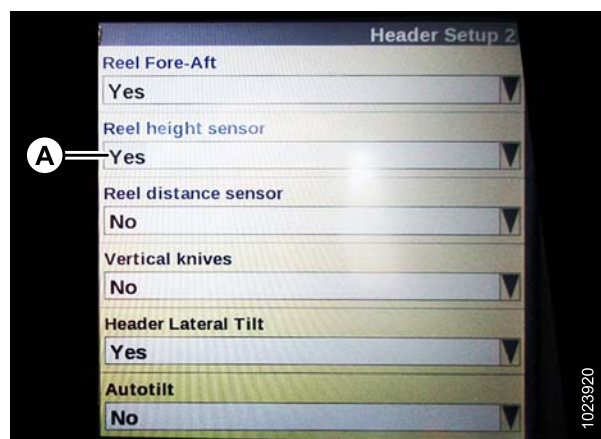 Header Setup 2
Reel Fore-Aft
Yes
Reel height sensor
A
Yes
Reel distance sensor
No
Vertical knives
No
Header Lateral Tilt
Yes
Autotilt
No
1023920